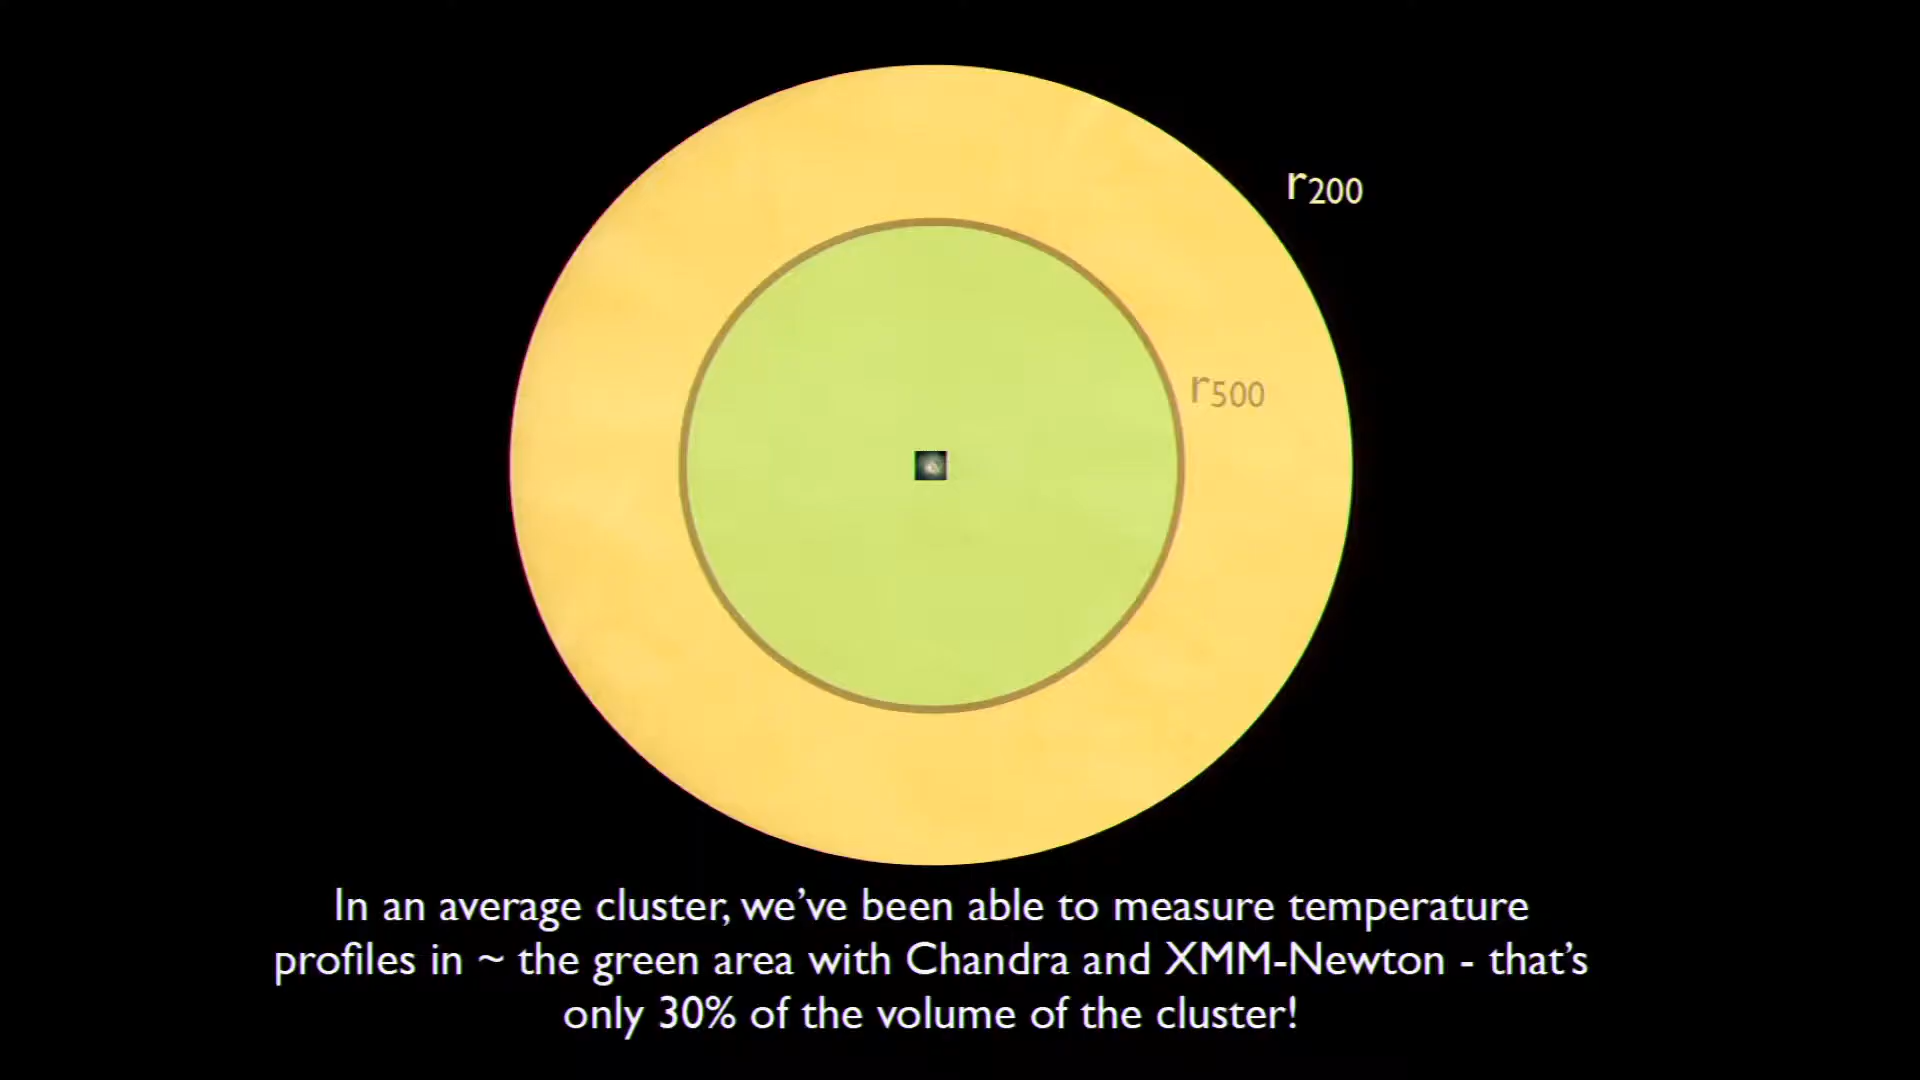 r200
r500
In an average cluster, we’ve been able to measure temperature
profiles in ~ the green area with Chandra and XMM-Newton - that’s
only 30% of the volume of the cluster!